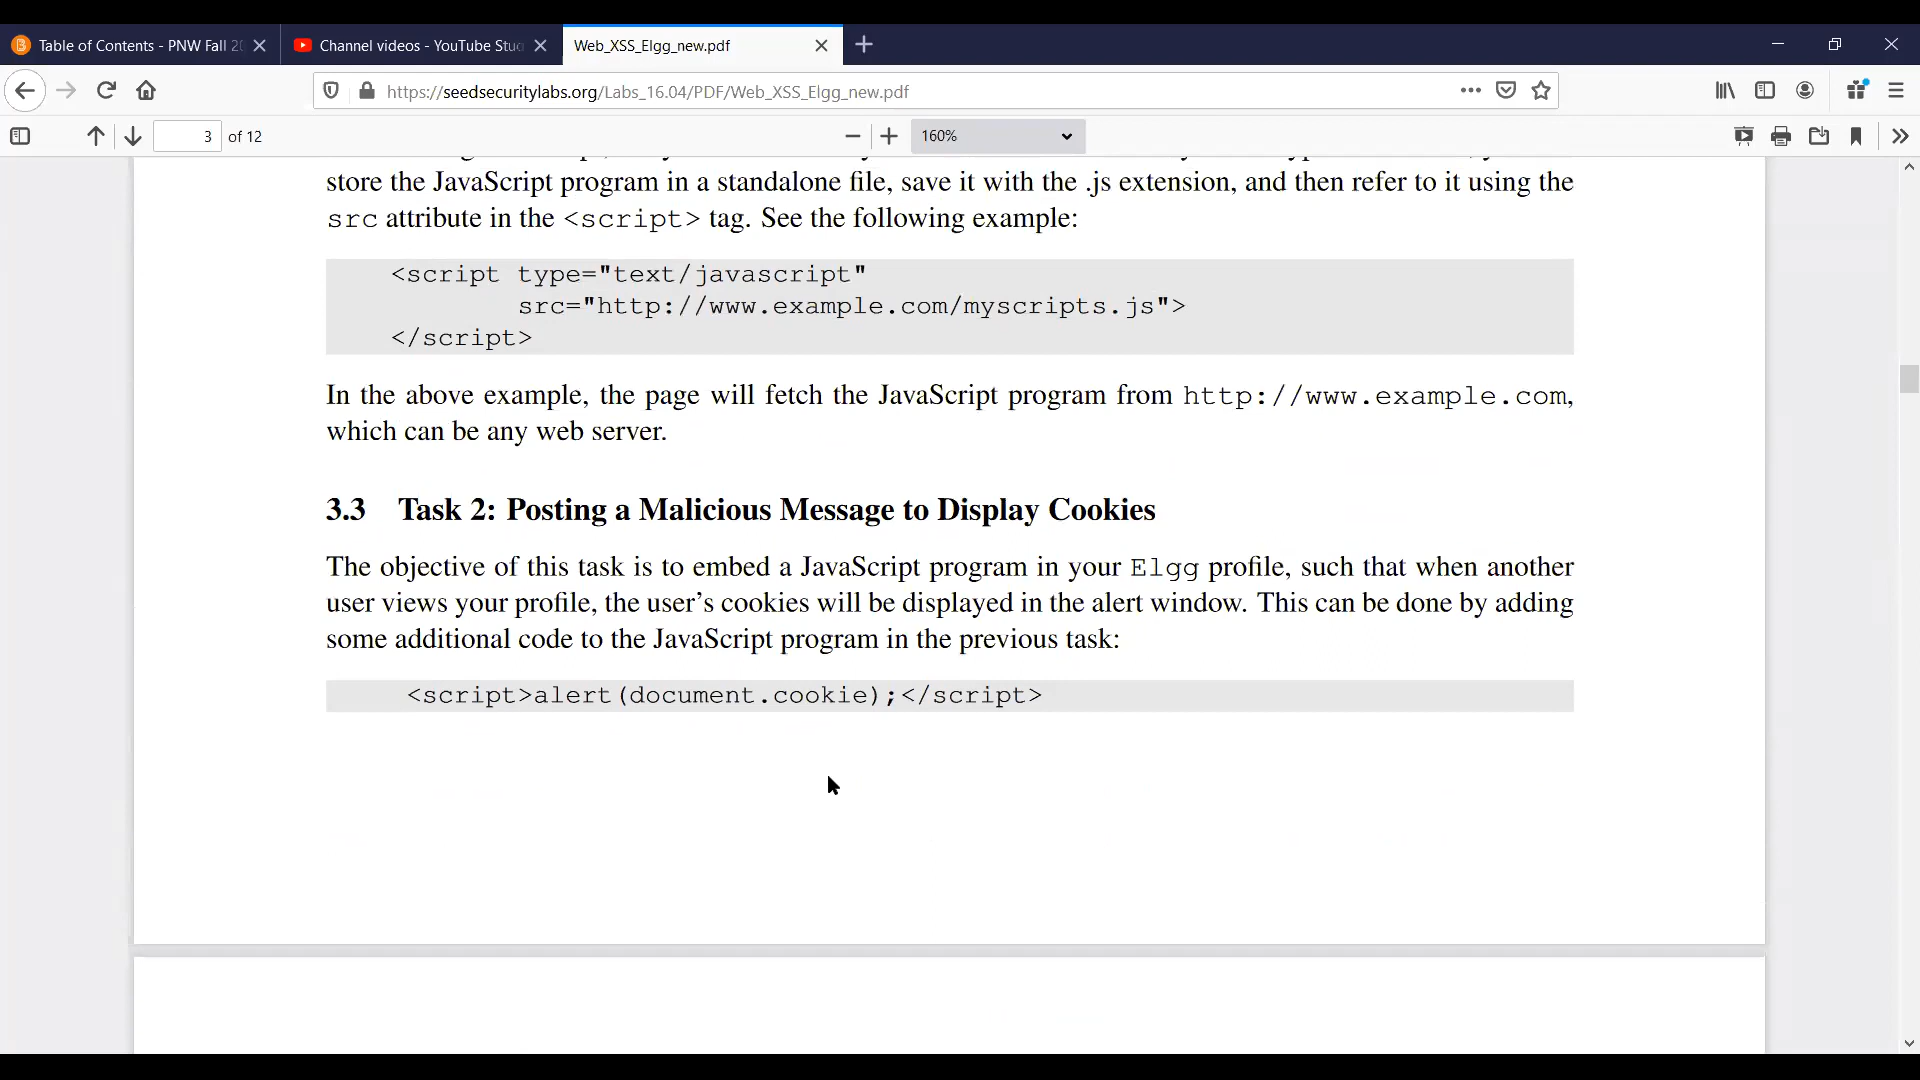 Table of Contents - PNW Fall 20
Channel videos - YouTube Stu
Web_XSS_Elgg_new.pdf
https://seedsecuritylabs.org/Labs_16.04/PDF/Web_XSS_Elgg_new.pdf
3 of 12
160%
store the JavaScript program in a standalone file, save it with the .js extension, and then refer to it using the
src attribute in the <script> tag. See the following example:
<script type="text/javascript"
src="http://www.example.com/myscripts.js">
</script>
In the above example, the page will fetch the JavaScript program from http://www.example.com,
which can be any web server.
3.3 Task 2: Posting a Malicious Message to Display Cookies
The objective of this task is to embed a JavaScript program in your Elgg profile, such that when another
user views your profile, the user's cookies will be displayed in the alert window. This can be done by adding
some additional code to the JavaScript program in the previous task:
<script>alert(document.cookie);</script>